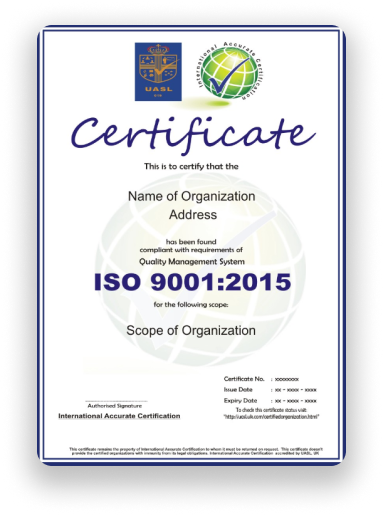 UASL
International Accurate Certification
Certificate
This is to certify that the
Name of Organization
Address
has been found
compliant with requirements of
Quality Management System
ISO 9001:2015
for the following scope:
Scope of Organization
Certificate No. : xxxxxxxx
Issue Date : xx - xxxx - xxxx
Expiry Date : xx - xxxx - xxxx
To check this certificate status visit
"http://uasl.uk.com/certifiedorganization.html"
Authorised Signature
International Accurate Certification
This certificate remains the property of International Accurate Certification to whom it must be returned on request. This certificate doesn't
provide the certified organizations with immunity from its legal obligations. International Accurate Certification accredited by UASL, UK